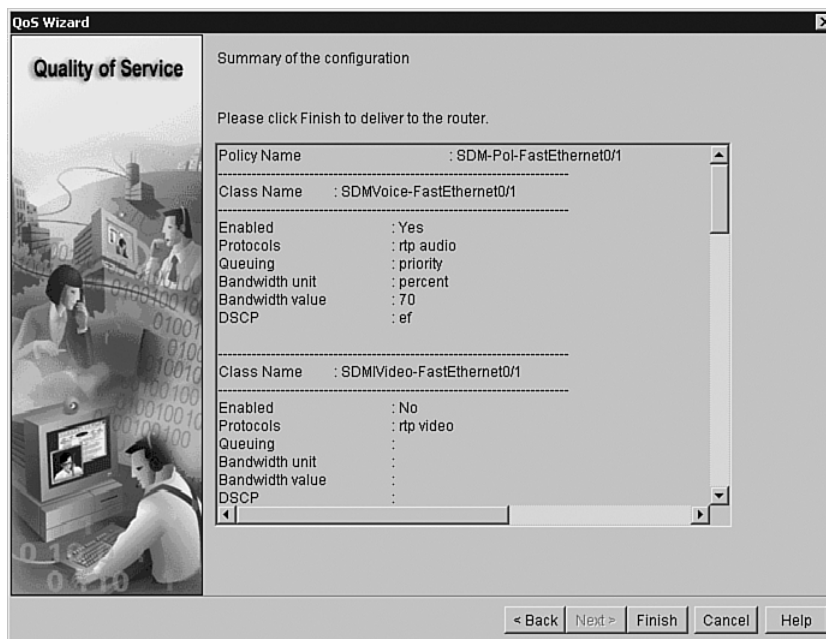 QoS Wizard
Quality of Service
Summary of the configuration
Please click Finish to deliver to the router.
Policy Name : SDM-Pol-FastEthernet0/1
------------------------------------------------------------------------
Class Name : SDMVoice-FastEthernet0/1
------------------------------------------------------------------------
Enabled : Yes
Protocols : rtp audio
Queuing : priority
Bandwidth unit : percent
Bandwidth value : 70
DSCP : ef
------------------------------------------------------------------------
Class Name : SDMIVideo-FastEthernet0/1
------------------------------------------------------------------------
Enabled : No
Protocols : rtp video
Queuing :
Bandwidth unit :
Bandwidth value :
DSCP :
< Back Next > Finish Cancel Help